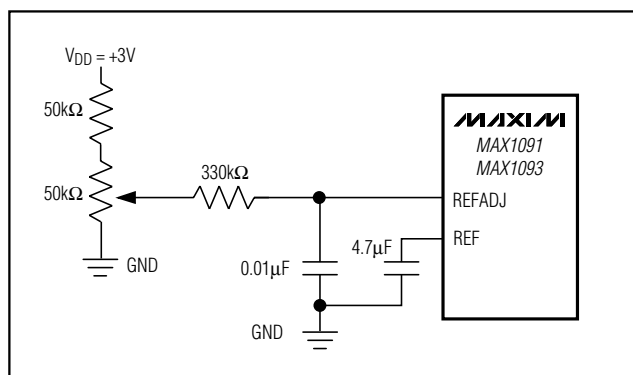 V_DD = +3V
50kΩ
50kΩ
330kΩ
GND
0.01µF
4.7µF
GND
MAXIM
MAX1091
MAX1093
REFADJ
REF